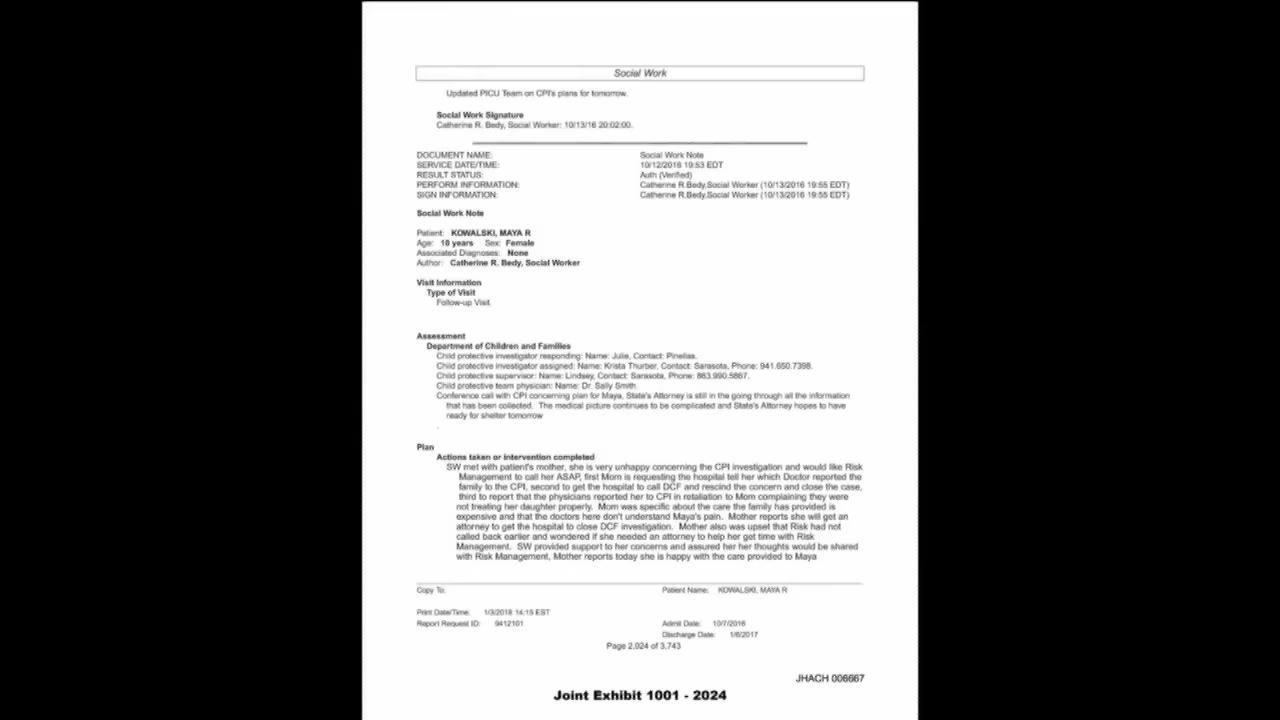 Social Work
Updated PICU Team on CPI's plans for tomorrow.
Social Work Signature
Catherine R. Bedy, Social Worker: 10/13/16 20:02:00.
DOCUMENT NAME: Social Work Note
SERVICE DATE/TIME: 10/12/2016 19:53 EDT
RESULT STATUS: Auth (Verified)
PERFORM INFORMATION: Catherine R.Bedy,Social Worker (10/13/2016 19:55 EDT)
SIGN INFORMATION: Catherine R.Bedy,Social Worker (10/13/2016 19:55 EDT)
Social Work Note
Patient: KOWALSKI, MAYA R
Age: 10 years Sex: Female
Associated Diagnoses: None
Author: Catherine R. Bedy, Social Worker
Visit Information
Type of Visit
Follow-up Visit
Assessment
Department of Children and Families
Child protective investigator responding: Name: Julie, Contact: Pinellas.
Child protective investigator assigned: Name: Krista Thurber, Contact: Sarasota, Phone: 941.650.7398.
Child protective supervisor: Name: Lindsey, Contact: Sarasota, Phone: 863.990.5867.
Child protective team physician: Name: Dr. Sally Smith.
Conference call with CPI concerning plan for Maya, State's Attorney is still in the going through all the information
that has been collected. The medical picture continues to be complicated and State's Attorney hopes to have
ready for shelter tomorrow
.
Plan
Actions taken or intervention completed
SW met with patient's mother, she is very unhappy concerning the CPI investigation and would like Risk
Management to call her ASAP, first Mom is requesting the hospital tell her which Doctor reported the
family to the CPI, second to get the hospital to call DCF and rescind the concern and close the case,
third to report that the physicians reported her to CPI in retaliation to Mom complaining they were
not treating her daughter properly. Mom was specific about the care the family has provided is
expensive and that the doctors here don't understand Maya's pain. Mother reports she will get an
attorney to get the hospital to close DCF investigation. Mother also was upset that Risk had not
called back earlier and wondered if she needed an attorney to help her get time with Risk
Management. SW provided support to her concerns and assured her her thoughts would be shared
with Risk Management, Mother reports today she is happy with the care provided to Maya
Copy To: Patient Name: KOWALSKI, MAYA R
Print Date/Time: 1/3/2018 14:15 EST
Report Request ID: 9412101 Admit Date: 10/7/2016
Discharge Date: 1/6/2017
Page 2,024 of 3,743
JHACH 006667
Joint Exhibit 1001 - 2024